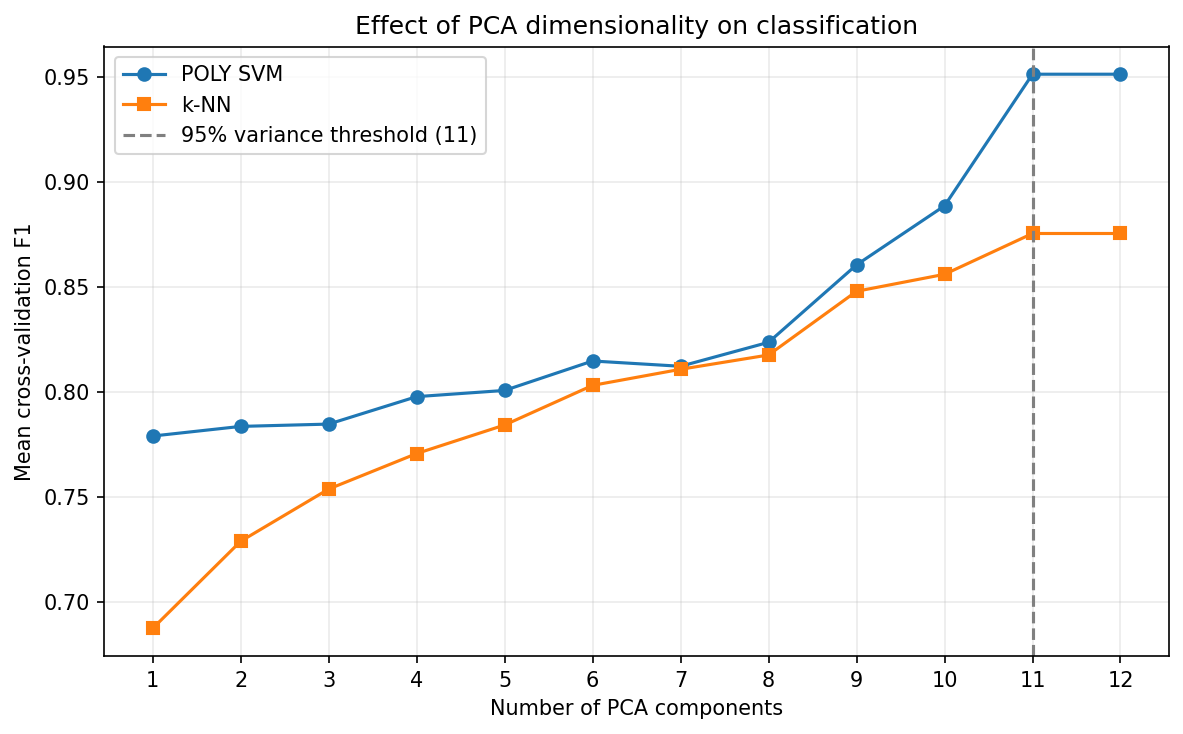 Effect of PCA dimensionality on classification
POLY SVM
k-NN
95% variance threshold (11)
Mean cross-validation F1
0.95
0.90
0.85
0.80
0.75
0.70
1 2 3 4 5 6 7 8 9 10 11 12
Number of PCA components